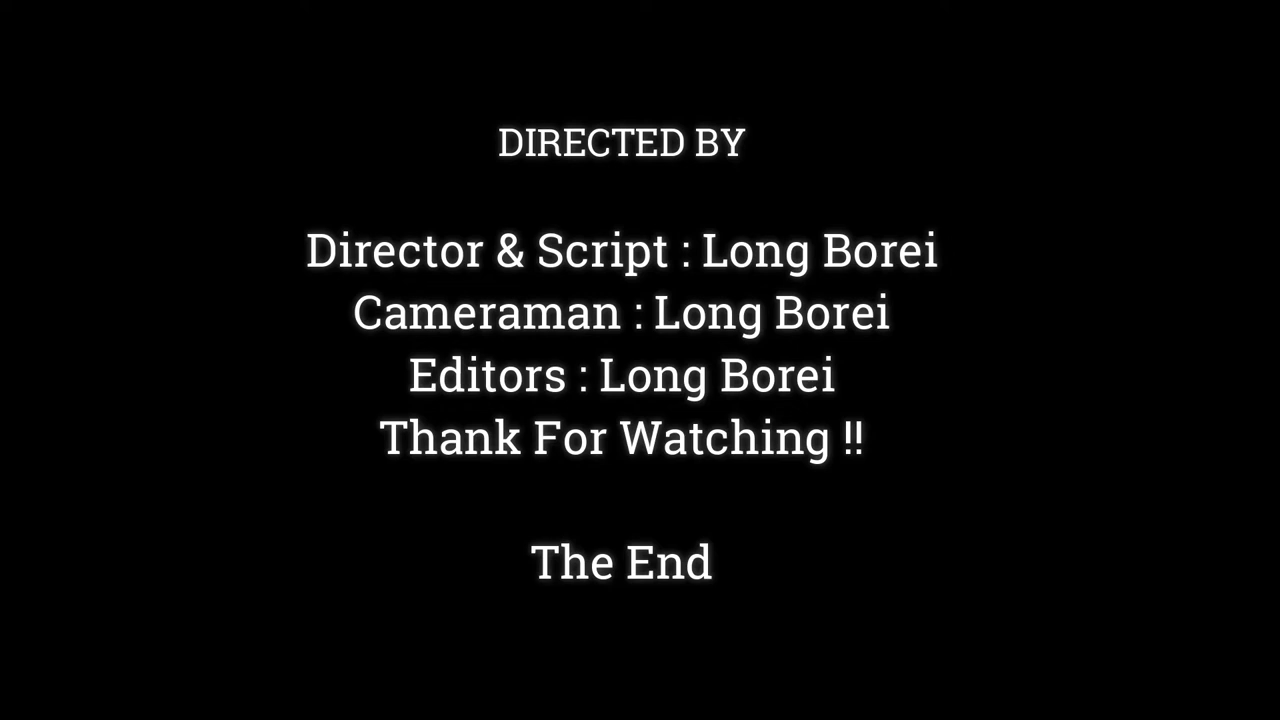 DIRECTED BY
Director & Script : Long Borei
Cameraman : Long Borei
Editors : Long Borei
Thank For Watching !!
The End